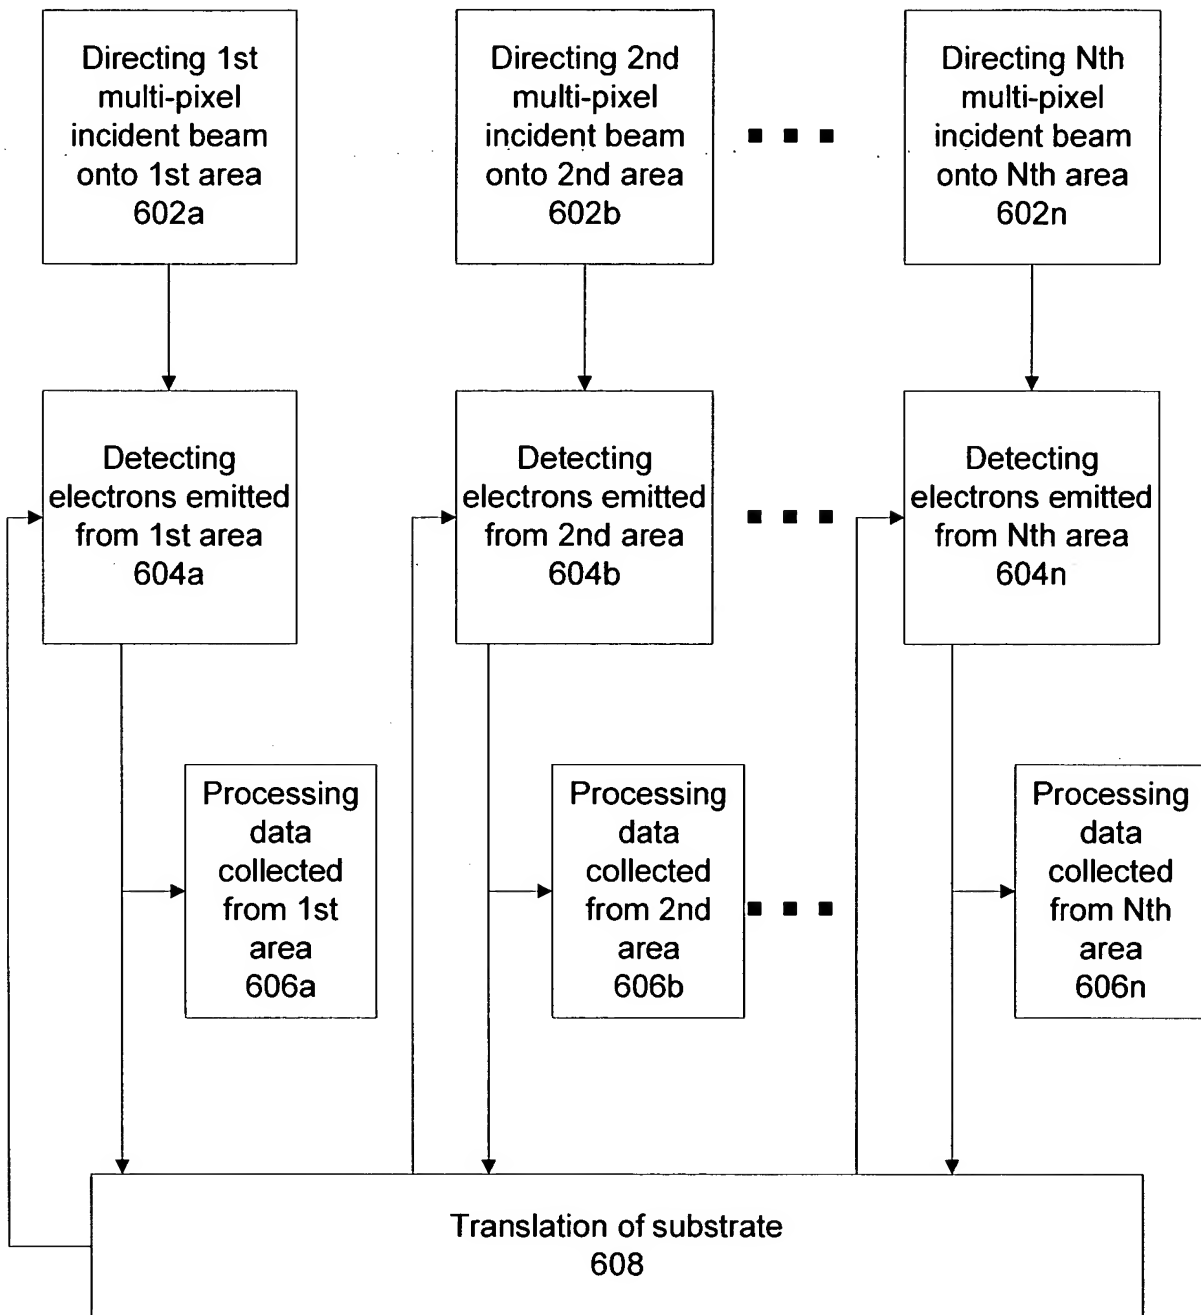 Directing 1st
multi-pixel
incident beam
onto 1st area
602a
Directing 2nd
multi-pixel
incident beam
onto 2nd area
602b
Directing Nth
multi-pixel
incident beam
onto Nth area
602n
Detecting
electrons emitted
from 1st area
604a
Detecting
electrons emitted
from 2nd area
604b
Detecting
electrons emitted
from Nth area
604n
Processing
data
collected
from 1st
area
606a
Processing
data
collected
from 2nd
area
606b
Processing
data
collected
from Nth
area
606n
Translation of substrate
608